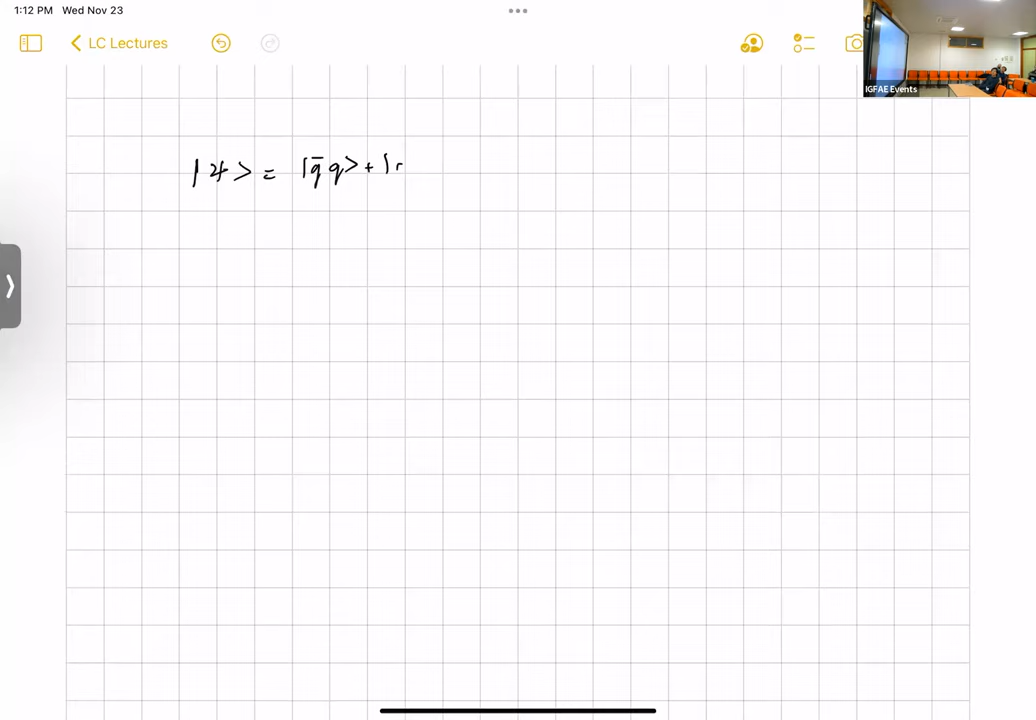 1:12 PM Wed Nov 23
LC Lectures
IGFAE Events
|ψ> = |q̄ q> + |